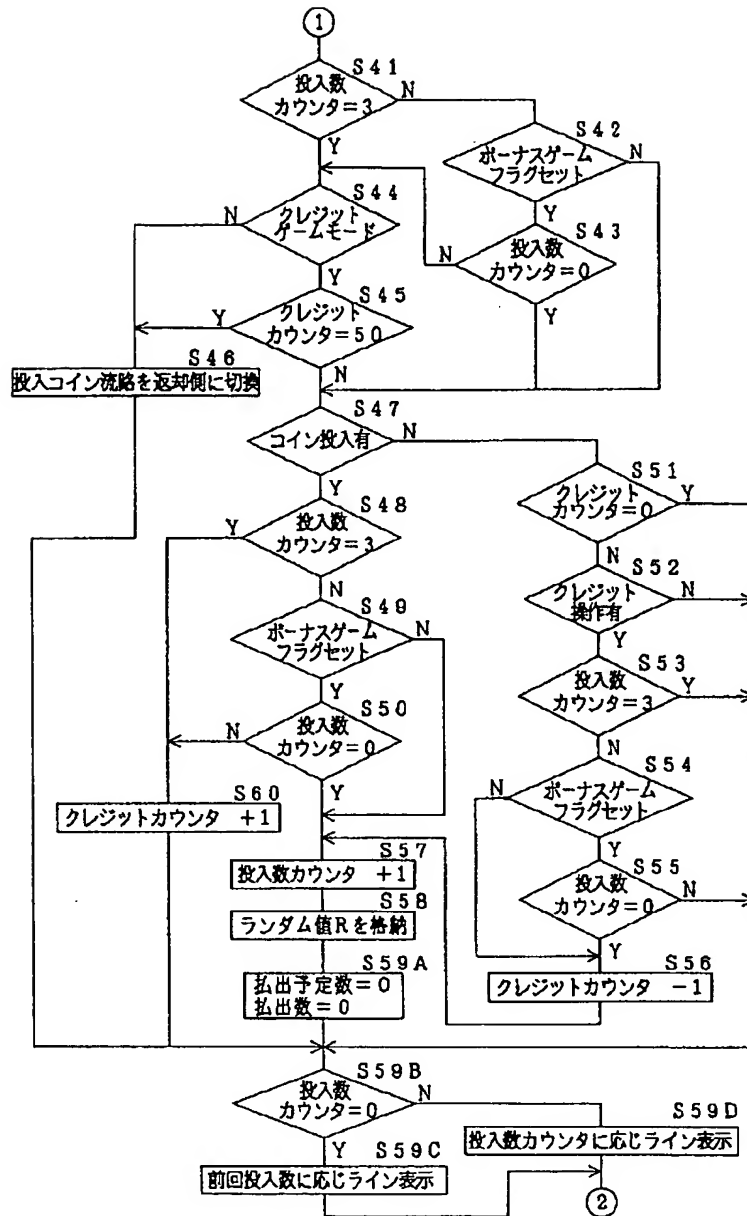 1
S41
投入数
カウンタ=3
N
Y
S42
ボーナスゲーム
フラグセット
N
Y
S43
投入数
カウンタ=0
N
Y
S44
クレジット
ゲームモード
N
Y
S45
クレジット
カウンタ=50
Y
N
S46
投入コイン流路を返却側に切換
S47
コイン投入有
N
Y
S48
投入数
カウンタ=3
Y
N
S49
ボーナスゲーム
フラグセット
N
Y
S50
投入数
カウンタ=0
N
Y
S60
クレジットカウンタ +1
S51
クレジット
カウンタ=0
Y
N
S52
クレジット
操作有
N
Y
S53
投入数
カウンタ=3
Y
N
S54
ボーナスゲーム
フラグセット
N
Y
S55
投入数
カウンタ=0
N
Y
S56
クレジットカウンタ -1
S57
投入数カウンタ +1
S58
ランダム値Rを格納
S59A
払出予定数=0
払出数=0
S59B
投入数
カウンタ=0
N
Y
S59C
前回投入数に応じライン表示
S59D
投入数カウンタに応じライン表示
2